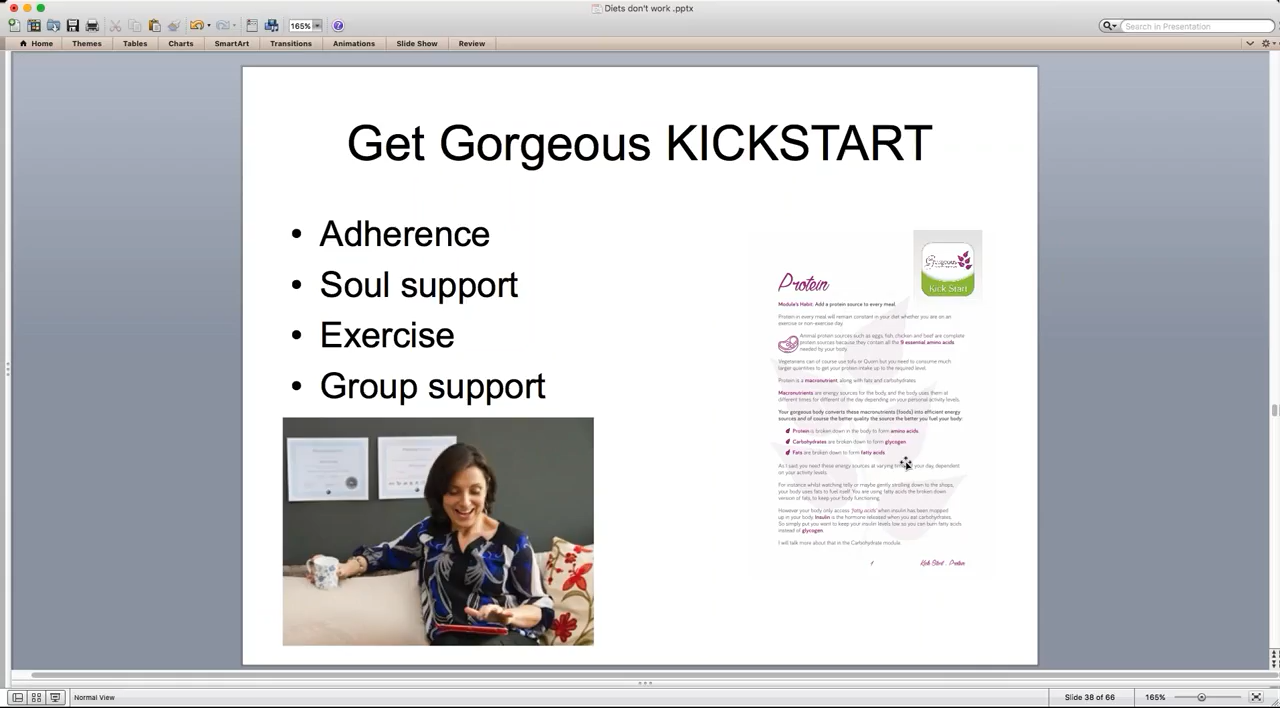 Diets don't work .pptx
165%
Search in Presentation
Home
Themes
Tables
Charts
SmartArt
Transitions
Animations
Slide Show
Review
Get Gorgeous KICKSTART
• Adherence
• Soul support
• Exercise
• Group support
Gorgeous
Kick Start
Protein
Module's Habit: Add a protein source to every meal.
Protein in every meal will remain constant in your diet whether you are on an
exercise or non-exercise day.
Animal protein sources such as eggs, fish, chicken and beef are complete
protein sources because they contain all the 9 essential amino acids
needed by your body.
Vegetarians can of course use tofu or Quorn but you need to consume much
larger quantities to get your protein intake up to the required level.
Protein is a macronutrient, along with fats and carbohydrates.
Macronutrients are energy sources for the body and the body uses them at
different times for different of the day depending on your personal activity levels.
Your gorgeous body converts these macronutrients (foods) into efficient energy
sources and of course the better quality the source the better you fuel your body:
Protein is broken down in the body to form amino acids.
Carbohydrates are broken down to form glycogen.
Fats are broken down to form fatty acids
As I said you need these energy sources at varying your day, dependent
on your activity levels.
For instance whilst watching telly or maybe gently strolling down to the shops,
your body uses fats to fuel itself. You are using fatty acids the broken down
version of fats, to keep your body functioning.
However your body only access 'fatty acids' when insulin has been mopped
up in your body. Insulin is the hormone released when you eat carbohydrates.
So simply put you want to keep your insulin levels low so you can burn fatty acids
instead of glycogen.
I will talk more about that in the Carbohydrate module.
Kick Start . Protein
Normal View
Slide 38 of 66
165%